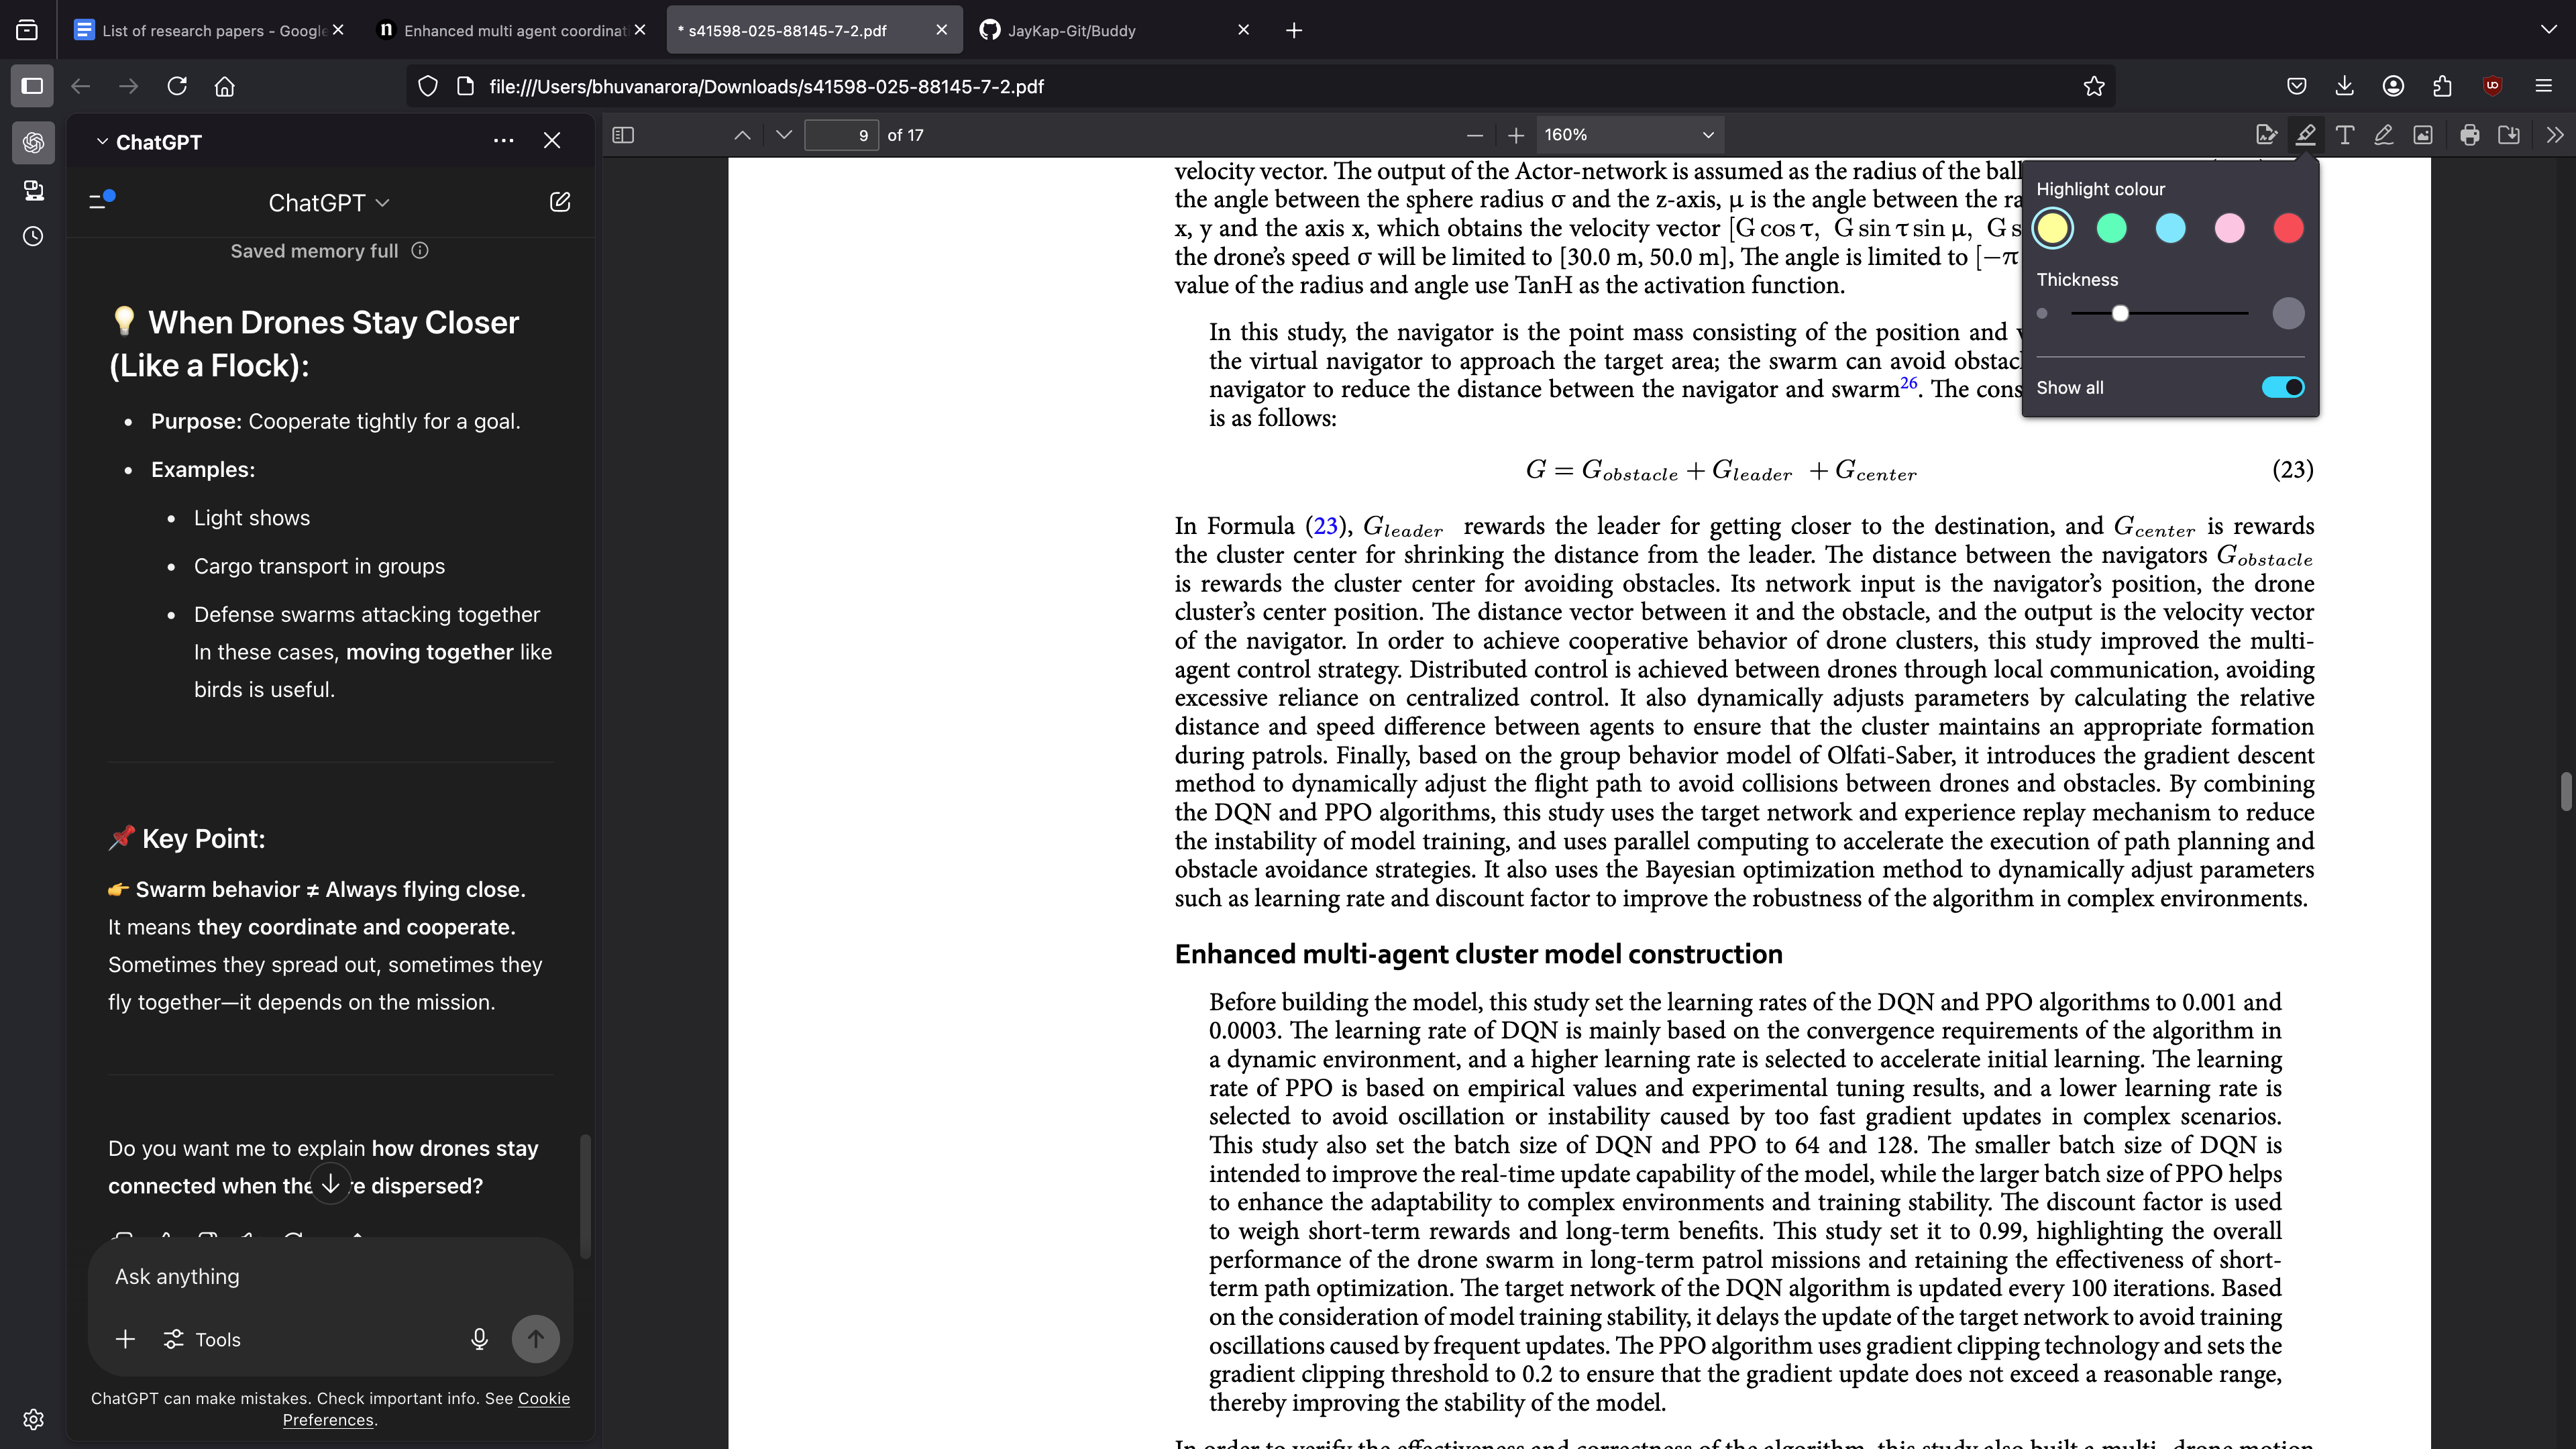 List of research papers - Google
Enhanced multi agent coordinat
* s41598-025-88145-7-2.pdf
JayKap-Git/Buddy
file:///Users/bhuvanarora/Downloads/s41598-025-88145-7-2.pdf
ChatGPT
ChatGPT
Saved memory full
💡 When Drones Stay Closer
(Like a Flock):
• Purpose: Cooperate tightly for a goal.
• Examples:
• Light shows
• Cargo transport in groups
• Defense swarms attacking together
In these cases, moving together like
birds is useful.
📌 Key Point:
👉 Swarm behavior ≠ Always flying close.
It means they coordinate and cooperate.
Sometimes they spread out, sometimes they
fly together—it depends on the mission.
Do you want me to explain how drones stay
connected when the re dispersed?
Ask anything
Tools
ChatGPT can make mistakes. Check important info. See Cookie
Preferences.
9 of 17
160%
Highlight colour
Thickness
Show all
velocity vector. The output of the Actor-network is assumed as the radius of the ball
the angle between the sphere radius σ and the z-axis, μ is the angle between the ra
x, y and the axis x, which obtains the velocity vector [G cos τ, G sin τ sin μ, G s
the drone's speed σ will be limited to [30.0 m, 50.0 m], The angle is limited to [−π
value of the radius and angle use TanH as the activation function.
In this study, the navigator is the point mass consisting of the position and
the virtual navigator to approach the target area; the swarm can avoid obstac
navigator to reduce the distance between the navigator and swarm26. The cons
is as follows:
G = Gobstacle + Gleader + Gcenter (23)
In Formula (23), Gleader rewards the leader for getting closer to the destination, and Gcenter is rewards
the cluster center for shrinking the distance from the leader. The distance between the navigators Gobstacle
is rewards the cluster center for avoiding obstacles. Its network input is the navigator's position, the drone
cluster's center position. The distance vector between it and the obstacle, and the output is the velocity vector
of the navigator. In order to achieve cooperative behavior of drone clusters, this study improved the multi-
agent control strategy. Distributed control is achieved between drones through local communication, avoiding
excessive reliance on centralized control. It also dynamically adjusts parameters by calculating the relative
distance and speed difference between agents to ensure that the cluster maintains an appropriate formation
during patrols. Finally, based on the group behavior model of Olfati-Saber, it introduces the gradient descent
method to dynamically adjust the flight path to avoid collisions between drones and obstacles. By combining
the DQN and PPO algorithms, this study uses the target network and experience replay mechanism to reduce
the instability of model training, and uses parallel computing to accelerate the execution of path planning and
obstacle avoidance strategies. It also uses the Bayesian optimization method to dynamically adjust parameters
such as learning rate and discount factor to improve the robustness of the algorithm in complex environments.
Enhanced multi-agent cluster model construction
Before building the model, this study set the learning rates of the DQN and PPO algorithms to 0.001 and
0.0003. The learning rate of DQN is mainly based on the convergence requirements of the algorithm in
a dynamic environment, and a higher learning rate is selected to accelerate initial learning. The learning
rate of PPO is based on empirical values and experimental tuning results, and a lower learning rate is
selected to avoid oscillation or instability caused by too fast gradient updates in complex scenarios.
This study also set the batch size of DQN and PPO to 64 and 128. The smaller batch size of DQN is
intended to improve the real-time update capability of the model, while the larger batch size of PPO helps
to enhance the adaptability to complex environments and training stability. The discount factor is used
to weigh short-term rewards and long-term benefits. This study set it to 0.99, highlighting the overall
performance of the drone swarm in long-term patrol missions and retaining the effectiveness of short-
term path optimization. The target network of the DQN algorithm is updated every 100 iterations. Based
on the consideration of model training stability, it delays the update of the target network to avoid training
oscillations caused by frequent updates. The PPO algorithm uses gradient clipping technology and sets the
gradient clipping threshold to 0.2 to ensure that the gradient update does not exceed a reasonable range,
thereby improving the stability of the model.
In order to verify the effectiveness and correctness of the algorithm, this study also built a multi-drone motion